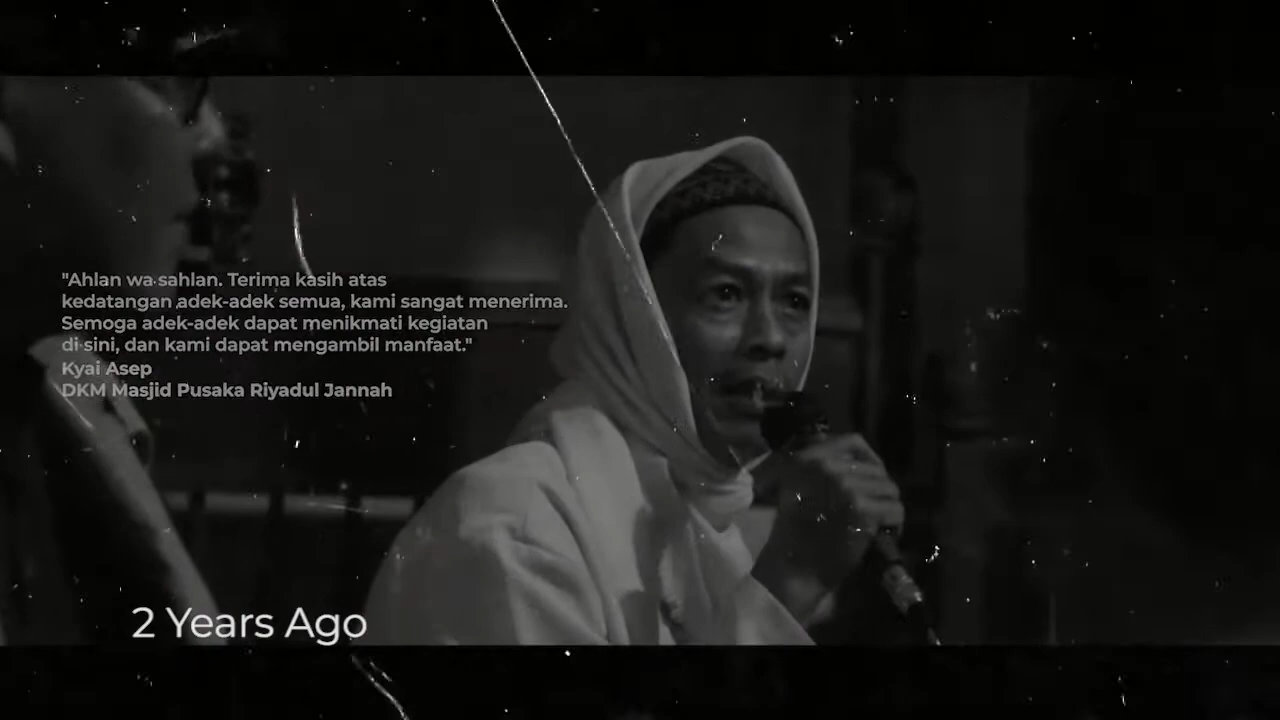 "Ahlan wa sahlan. Terima kasih atas
kedatangan adek-adek semua, kami sangat menerima.
Semoga adek-adek dapat menikmati kegiatan
di sini, dan kami dapat mengambil manfaat."
Kyai Asep
DKM Masjid Pusaka Riyadul Jannah
2 Years Ago